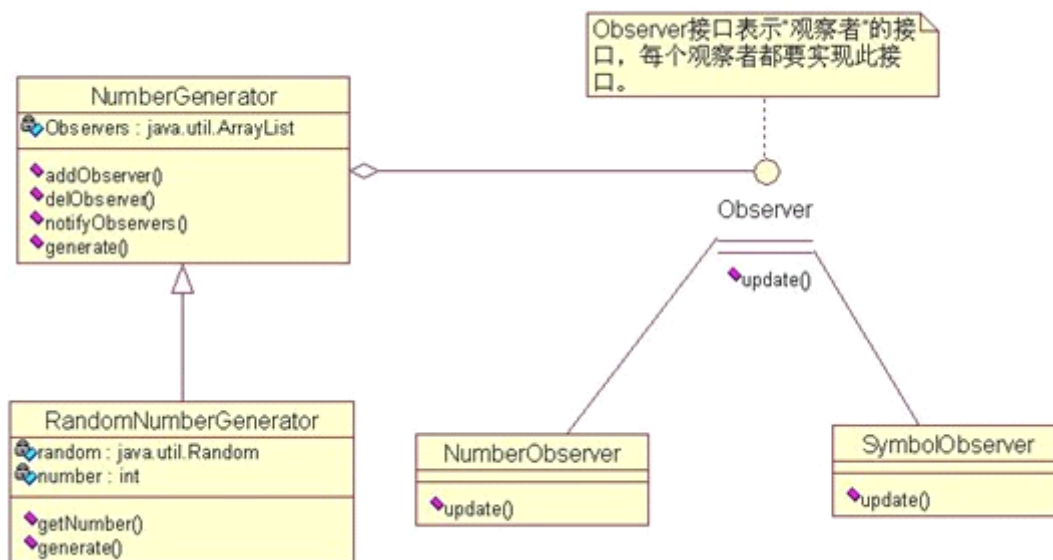 Observer接口表示"观察者"的接
口，每个观察者都要实现此接
口。
NumberGenerator
Observers : java.util.ArrayList
addObserver()
delObserver()
notifyObservers()
generate()
Observer
update()
RandomNumberGenerator
random : java.util.Random
number : int
getNumber()
generate()
NumberObserver
update()
SymbolObserver
update()